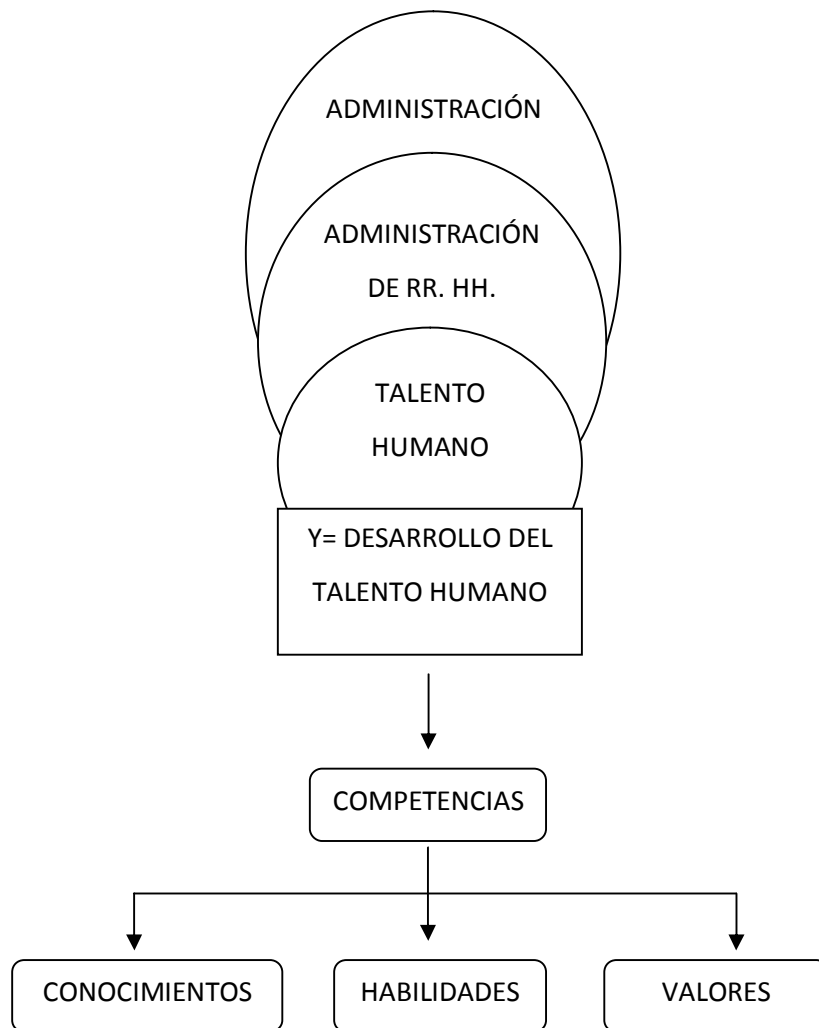 ADMINISTRACIÓN
ADMINISTRACIÓN
DE RR. HH.
TALENTO
HUMANO
Y= DESARROLLO DEL
TALENTO HUMANO
COMPETENCIAS
CONOCIMIENTOS
HABILIDADES
VALORES